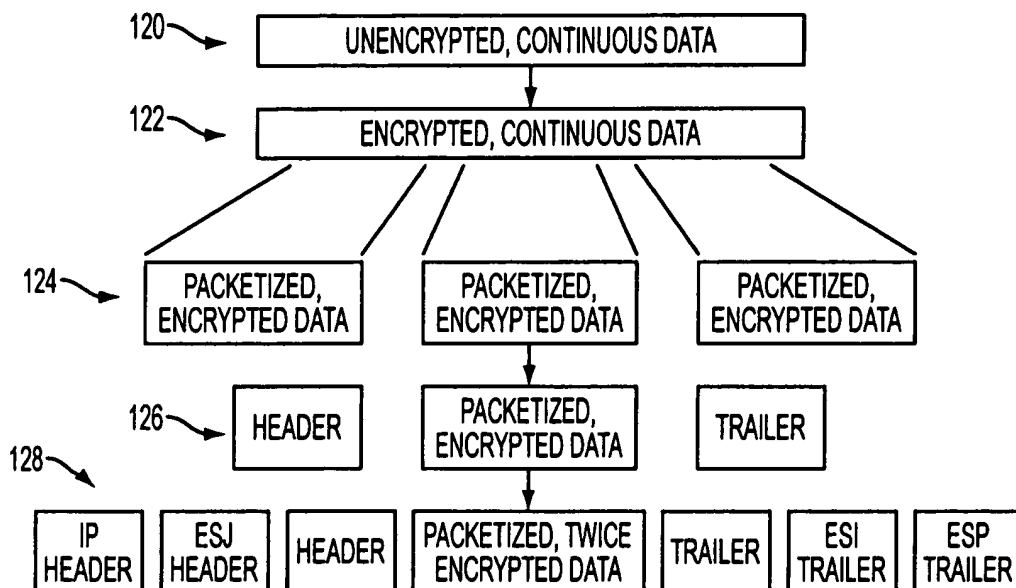 120
UNENCRYPTED, CONTINUOUS DATA
122
ENCRYPTED, CONTINUOUS DATA
124
PACKETIZED,
ENCRYPTED DATA
PACKETIZED,
ENCRYPTED DATA
PACKETIZED,
ENCRYPTED DATA
126
HEADER
PACKETIZED,
ENCRYPTED DATA
TRAILER
128
IP
HEADER
ESJ
HEADER
HEADER
PACKETIZED, TWICE
ENCRYPTED DATA
TRAILER
ESI
TRAILER
ESP
TRAILER